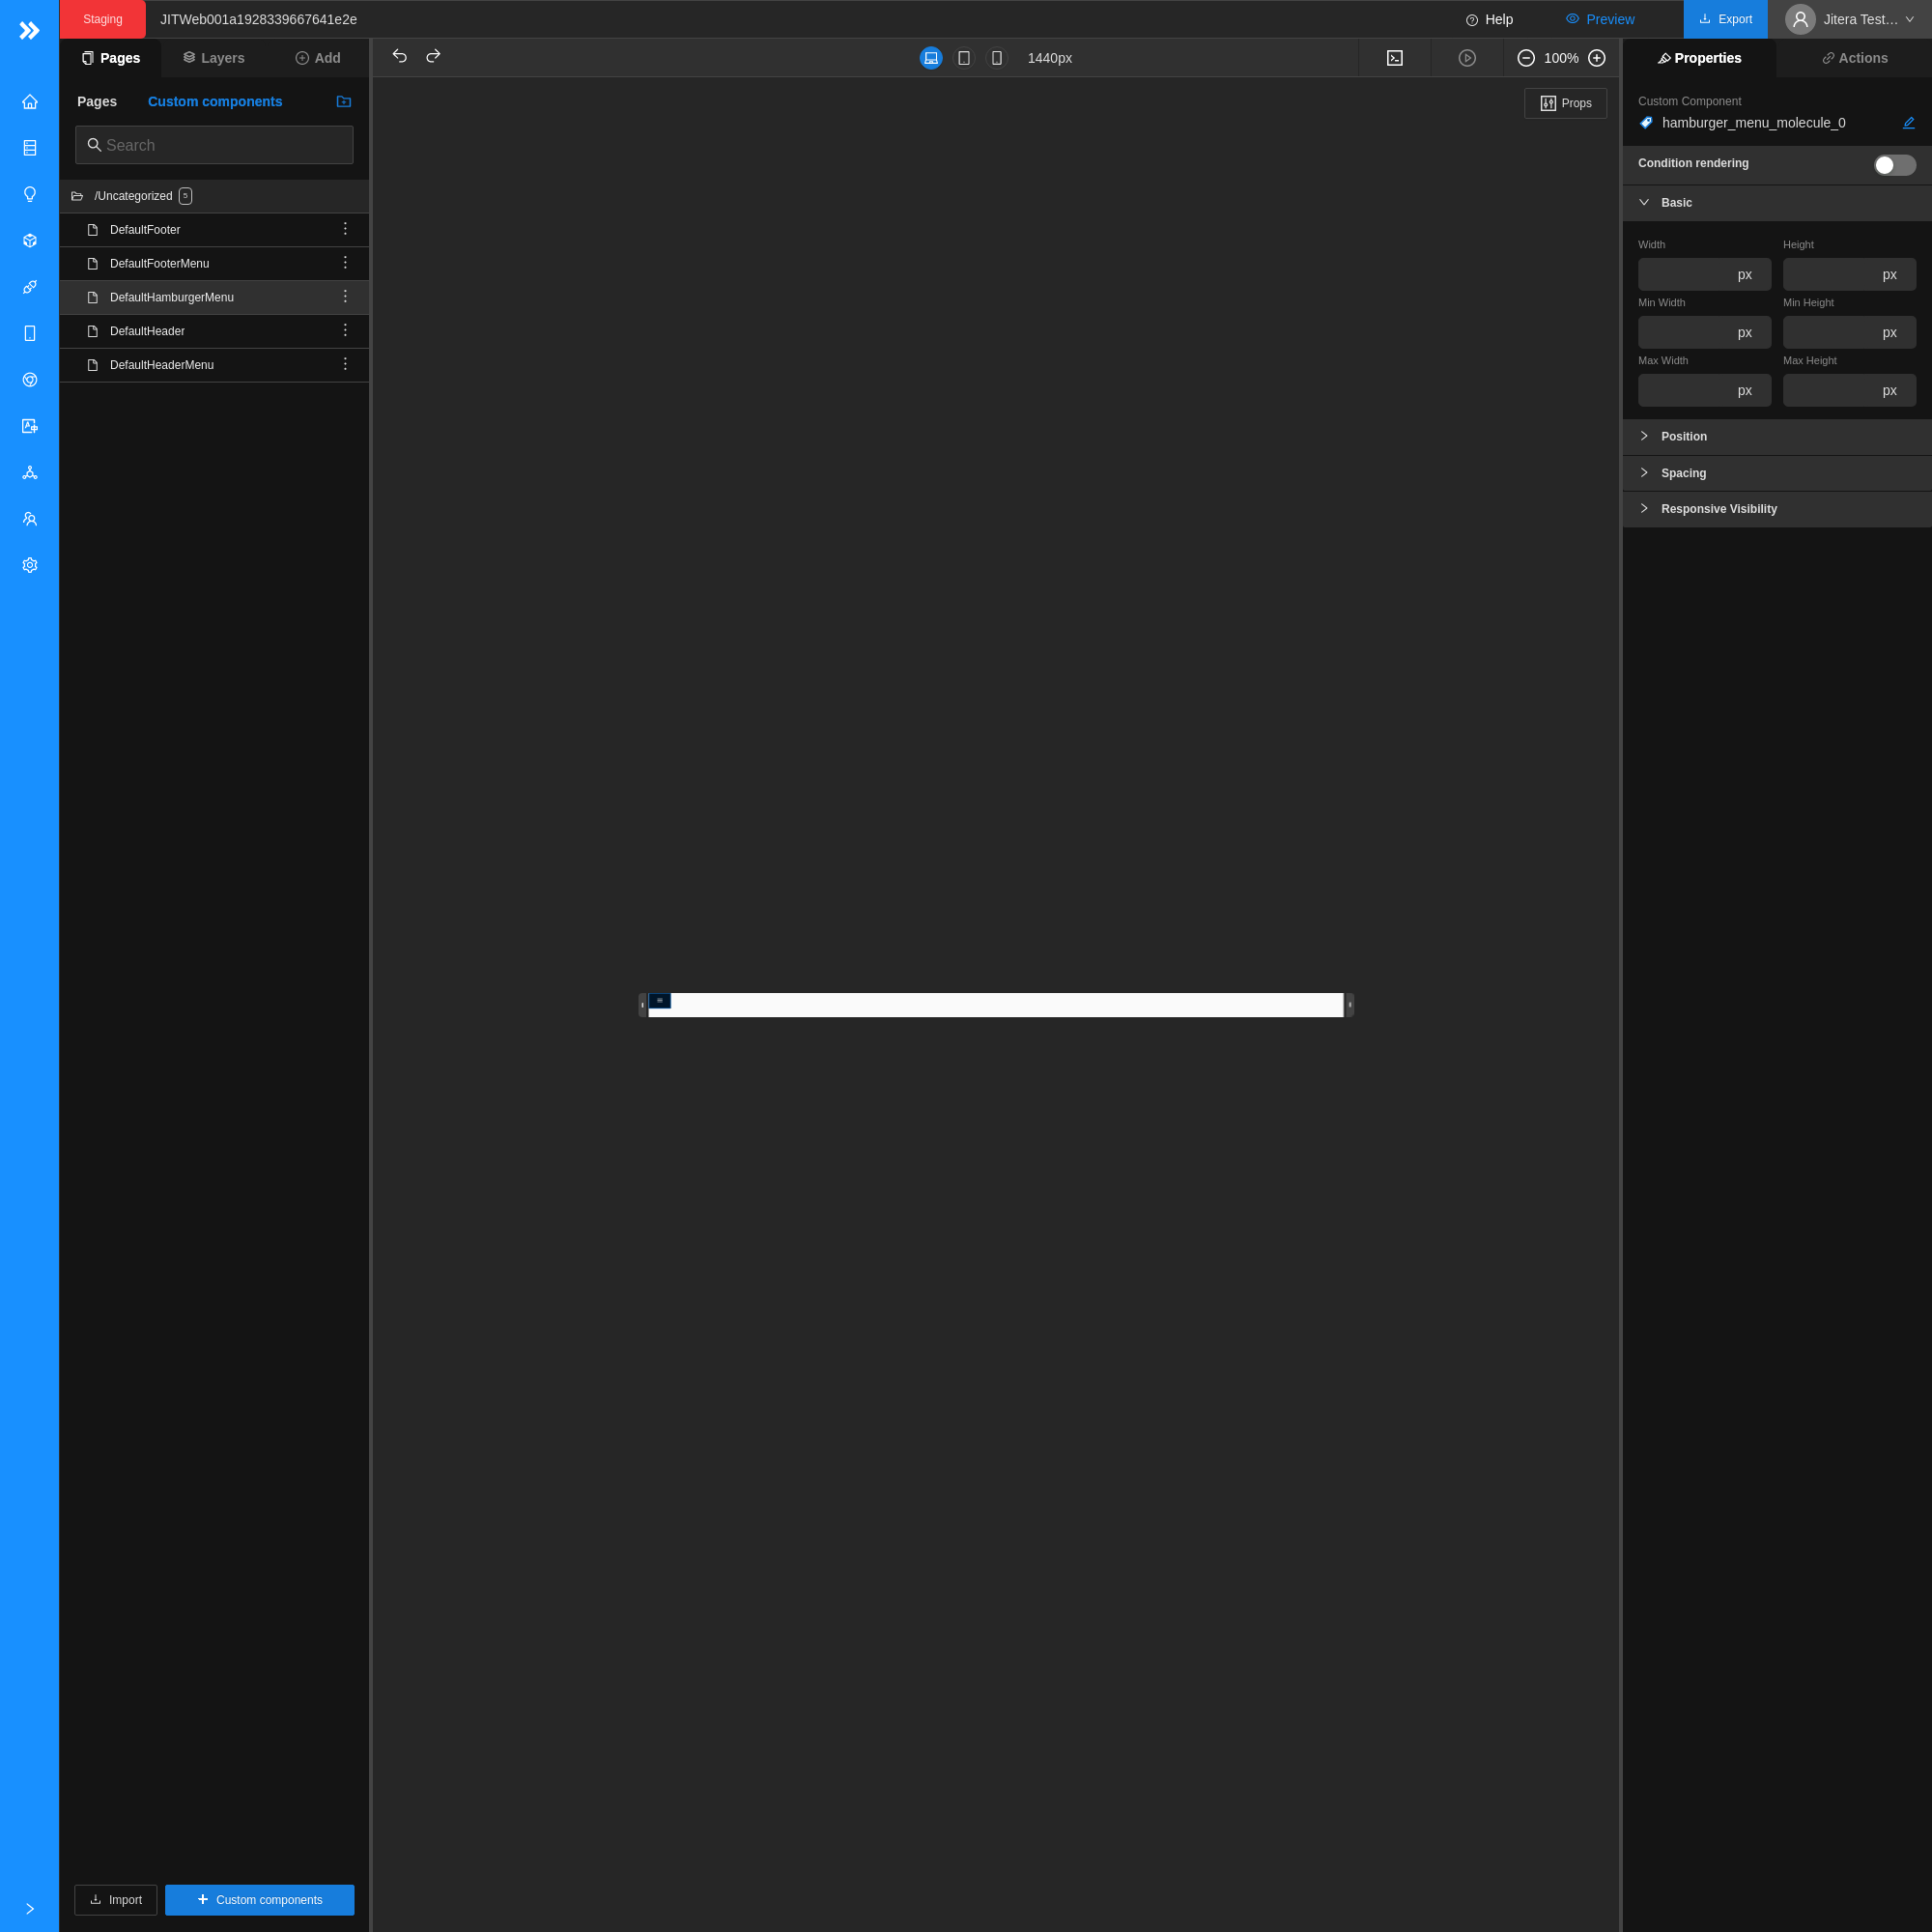 Staging
JITWeb001a1928339667641e2e
Help
Preview
Export
Jitera Test...
Pages
Layers
Add
1440px
100%
Properties
Actions
Pages
Custom components
Search
/Uncategorized 5
DefaultFooter
DefaultFooterMenu
DefaultHamburgerMenu
DefaultHeader
DefaultHeaderMenu
Import
Custom components
Props
Custom Component
hamburger_menu_molecule_0
Condition rendering
Basic
Width
Height
px
px
Min Width
Min Height
px
px
Max Width
Max Height
px
px
Position
Spacing
Responsive Visibility